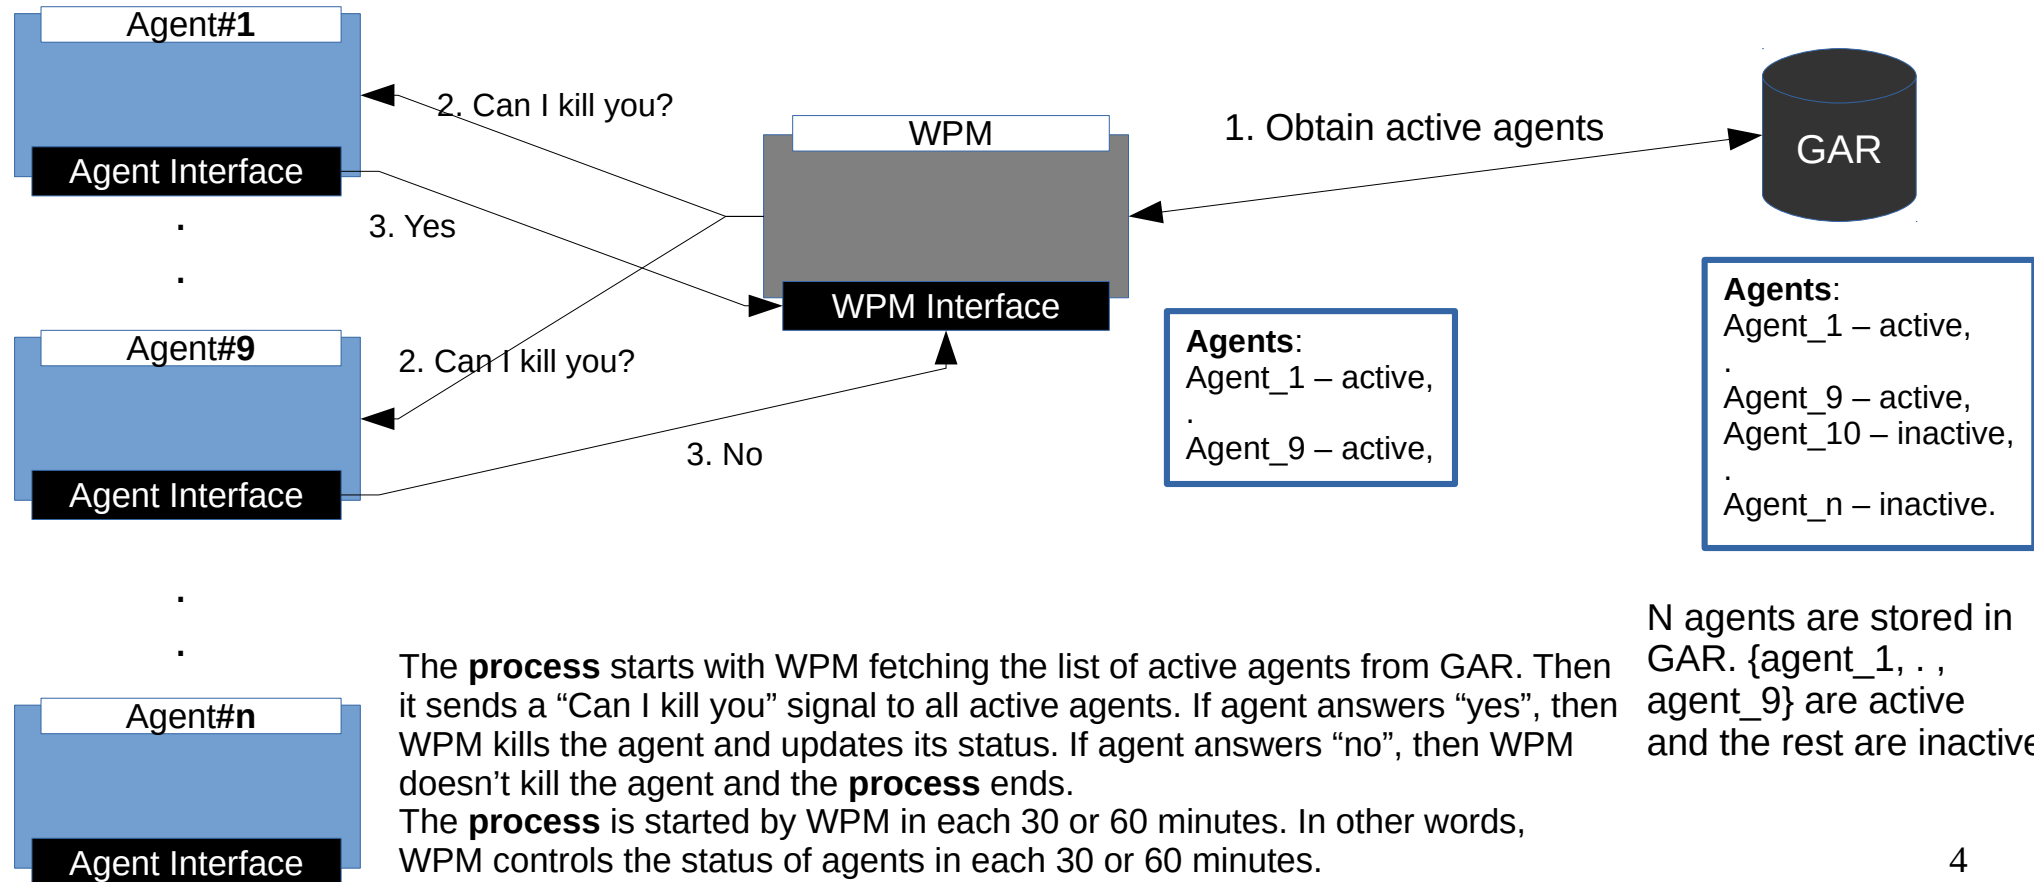 Agent#1
Agent Interface
.
.
Agent#9
Agent Interface
.
.
Agent#n
Agent Interface
2. Can I kill you?
3. Yes
2. Can I kill you?
3. No
WPM
WPM Interface
1. Obtain active agents
GAR
Agents:
Agent_1 – active,
.
Agent_9 – active,
Agents:
Agent_1 – active,
.
Agent_9 – active,
Agent_10 – inactive,
.
Agent_n – inactive.
N agents are stored in
GAR. {agent_1, . ,
agent_9} are active
and the rest are inactive
The process starts with WPM fetching the list of active agents from GAR. Then
it sends a “Can I kill you” signal to all active agents. If agent answers “yes”, then
WPM kills the agent and updates its status. If agent answers “no”, then WPM
doesn’t kill the agent and the process ends.
The process is started by WPM in each 30 or 60 minutes. In other words,
WPM controls the status of agents in each 30 or 60 minutes.
4